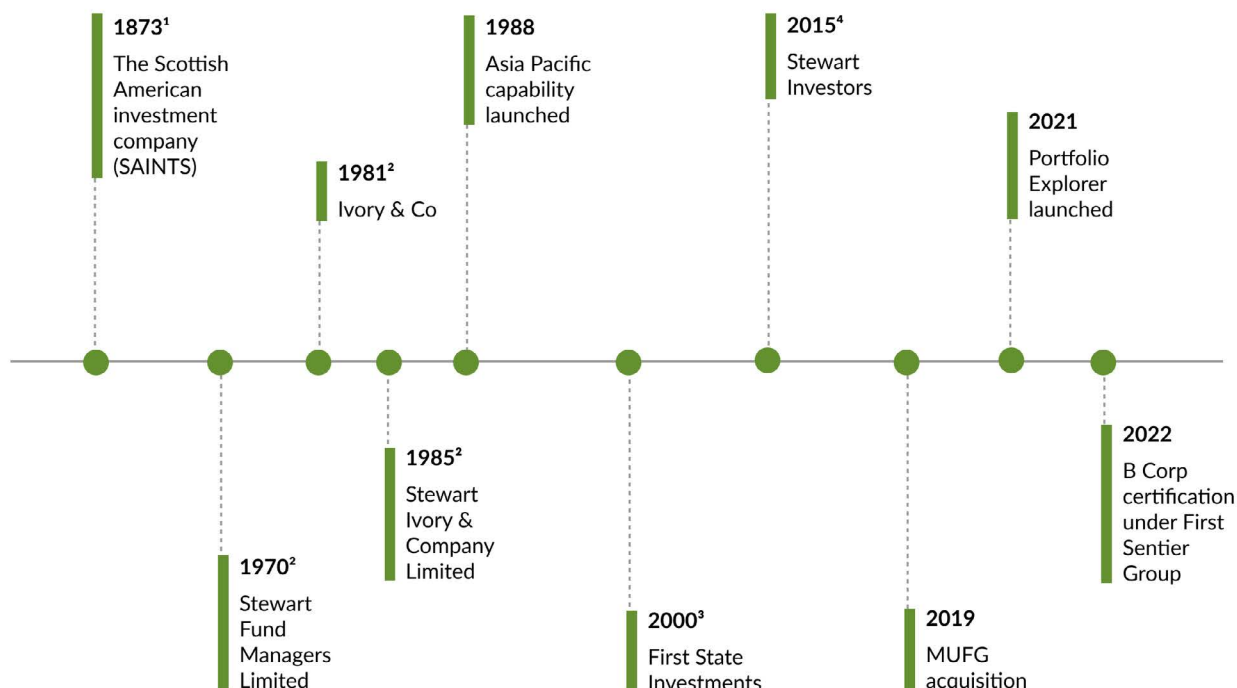 1873¹
The Scottish
American
investment
company
(SAINTS)
1970²
Stewart
Fund
Managers
Limited
1981²
Ivory & Co
1985²
Stewart
Ivory &
Company
Limited
1988
Asia Pacific
capability
launched
2000³
First State
Investments
2015⁴
Stewart
Investors
2019
MUFG
acquisition
2021
Portfolio
Explorer
launched
2022
B Corp
certification
under First
Sentier
Group